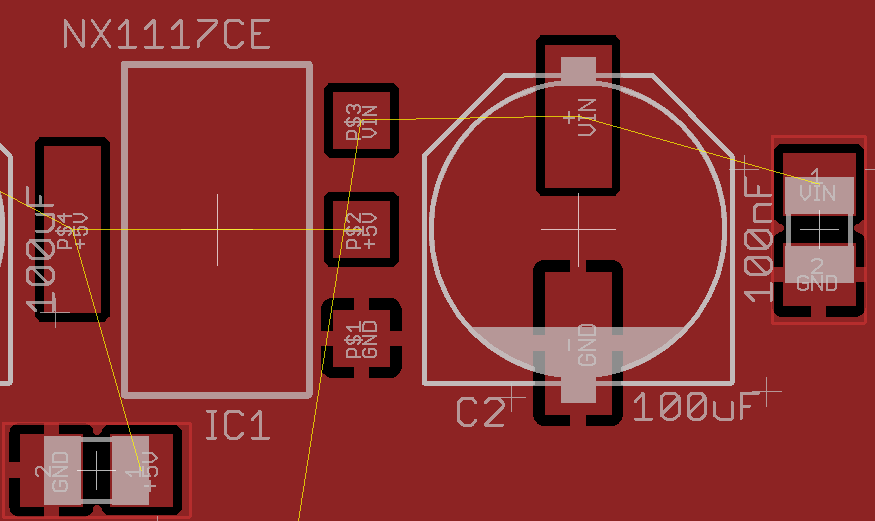 NX1117CE
P$3
VIN
+
VIN
1
VIN
100uF
P$4
+5V
P$2
+5V
100nF
2
GND
P$1
GND
-
GND
IC1
C2
100uF
2
GND
1
+5V